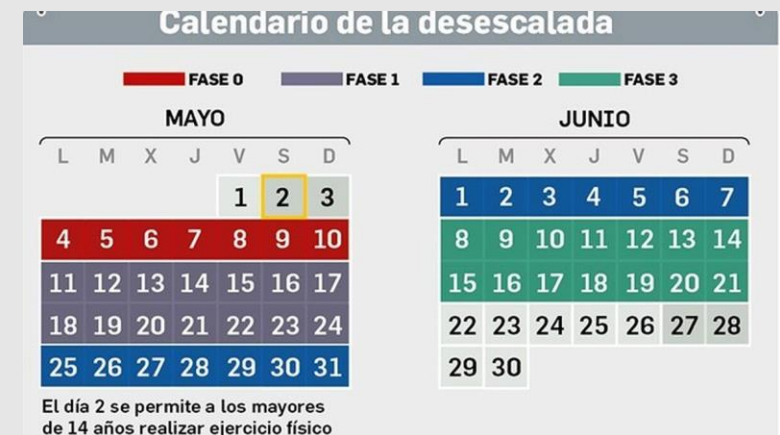 Calendario de la desescalada
FASE 0 FASE 1 FASE 2 FASE 3
MAYO
L M X J V S D
1 2 3
4 5 6 7 8 9 10
11 12 13 14 15 16 17
18 19 20 21 22 23 24
25 26 27 28 29 30 31
El día 2 se permite a los mayores
de 14 años realizar ejercicio físico
JUNIO
L M X J V S D
1 2 3 4 5 6 7
8 9 10 11 12 13 14
15 16 17 18 19 20 21
22 23 24 25 26 27 28
29 30